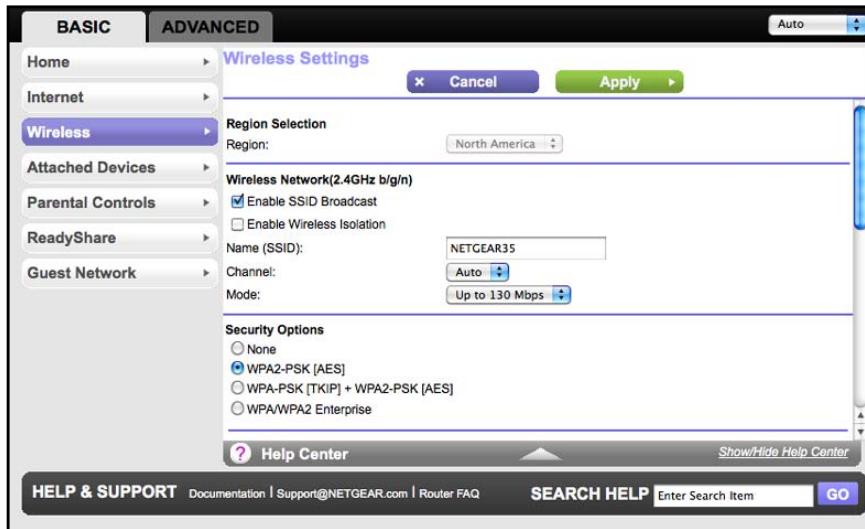 BASIC ADVANCED Auto
Home
Internet
Wireless
Attached Devices
Parental Controls
ReadyShare
Guest Network
Wireless Settings
× Cancel Apply
Region Selection
Region: North America
Wireless Network(2.4GHz b/g/n)
Enable SSID Broadcast
Enable Wireless Isolation
Name (SSID): NETGEAR35
Channel: Auto
Mode: Up to 130 Mbps
Security Options
None
WPA2-PSK [AES]
WPA-PSK [TKIP] + WPA2-PSK [AES]
WPA/WPA2 Enterprise
? Help Center Show/Hide Help Center
HELP & SUPPORT Documentation | Support@NETGEAR.com | Router FAQ SEARCH HELP Enter Search Item GO